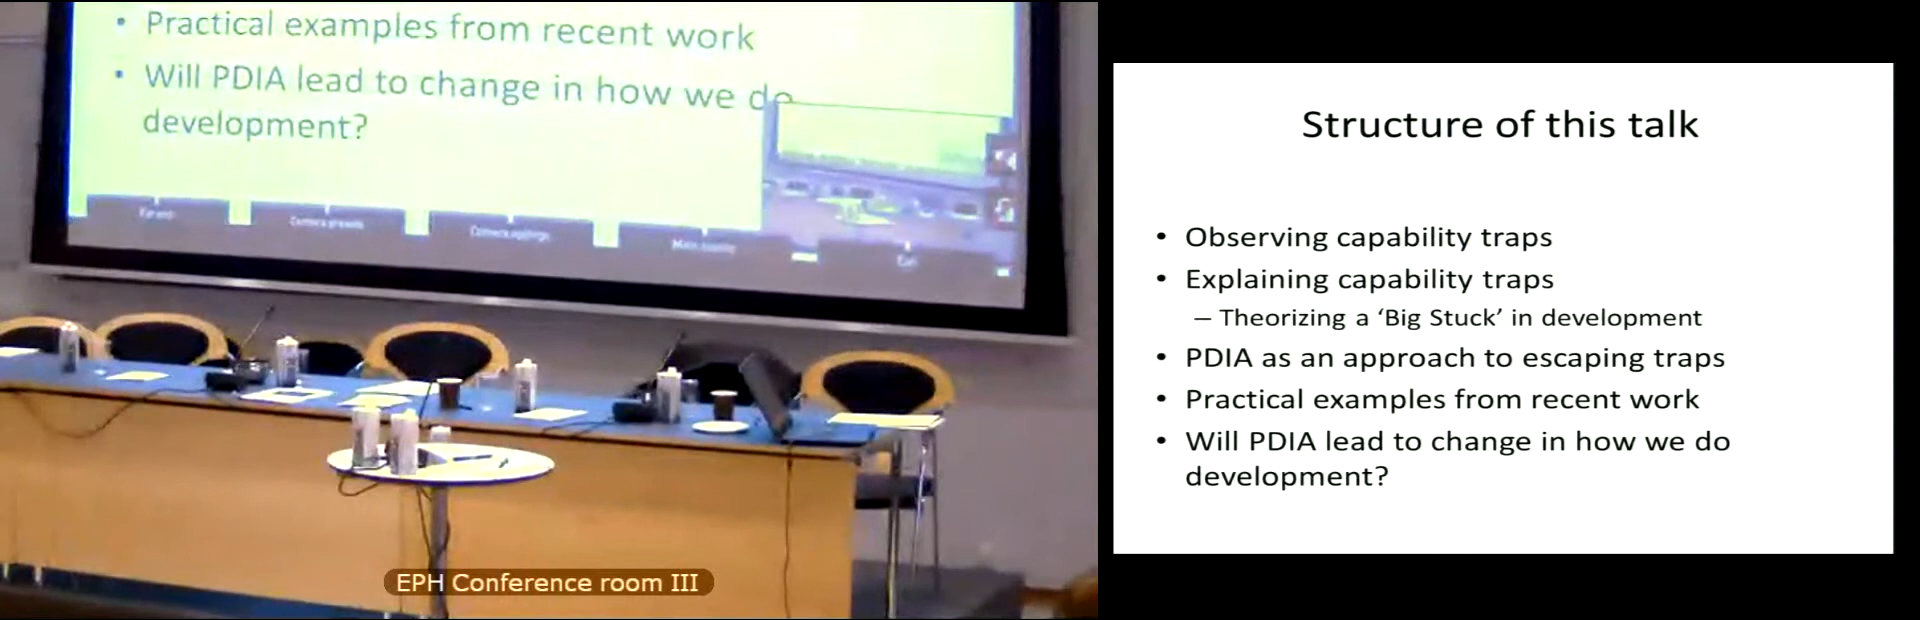 • Practical examples from recent work
• Will PDIA lead to change in how we do
development?
Camera presets
EPH Conference room III
Structure of this talk
• Observing capability traps
• Explaining capability traps
– Theorizing a ‘Big Stuck’ in development
• PDIA as an approach to escaping traps
• Practical examples from recent work
• Will PDIA lead to change in how we do
development?